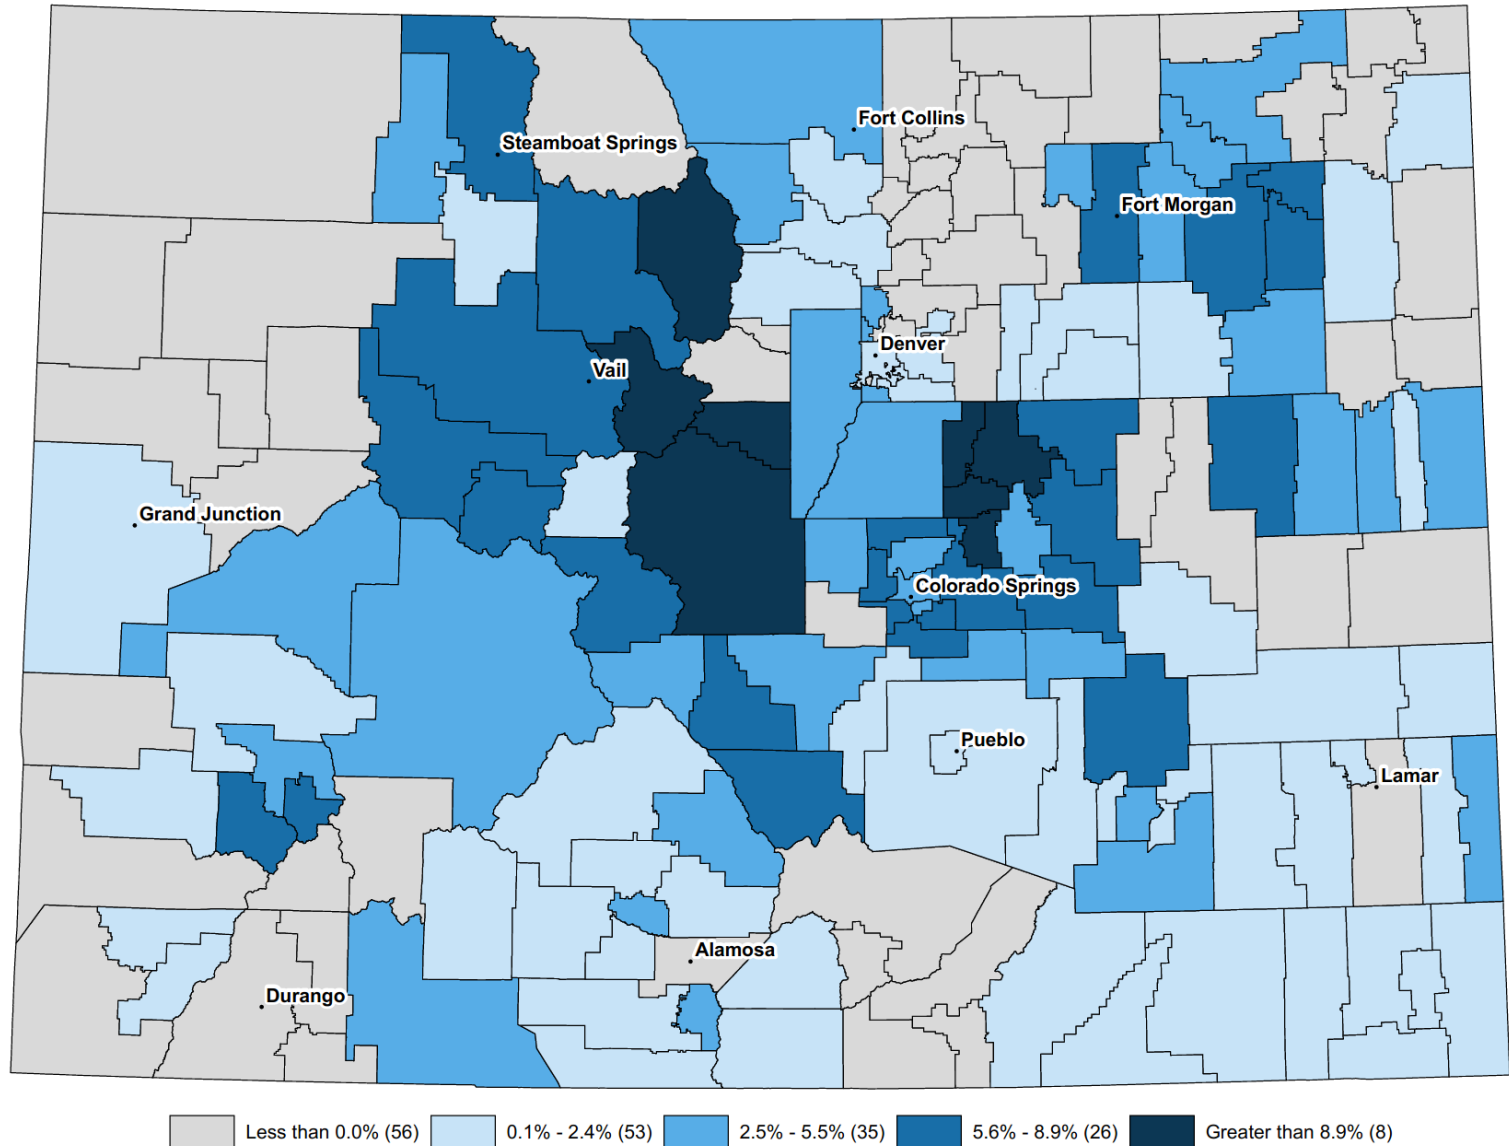 Fort Collins
Steamboat Springs
Fort Morgan
Denver
Vail
Grand Junction
Colorado Springs
Pueblo
Lamar
Alamosa
Durango
Less than 0.0% (56)
0.1% - 2.4% (53)
2.5% - 5.5% (35)
5.6% - 8.9% (26)
Greater than 8.9% (8)